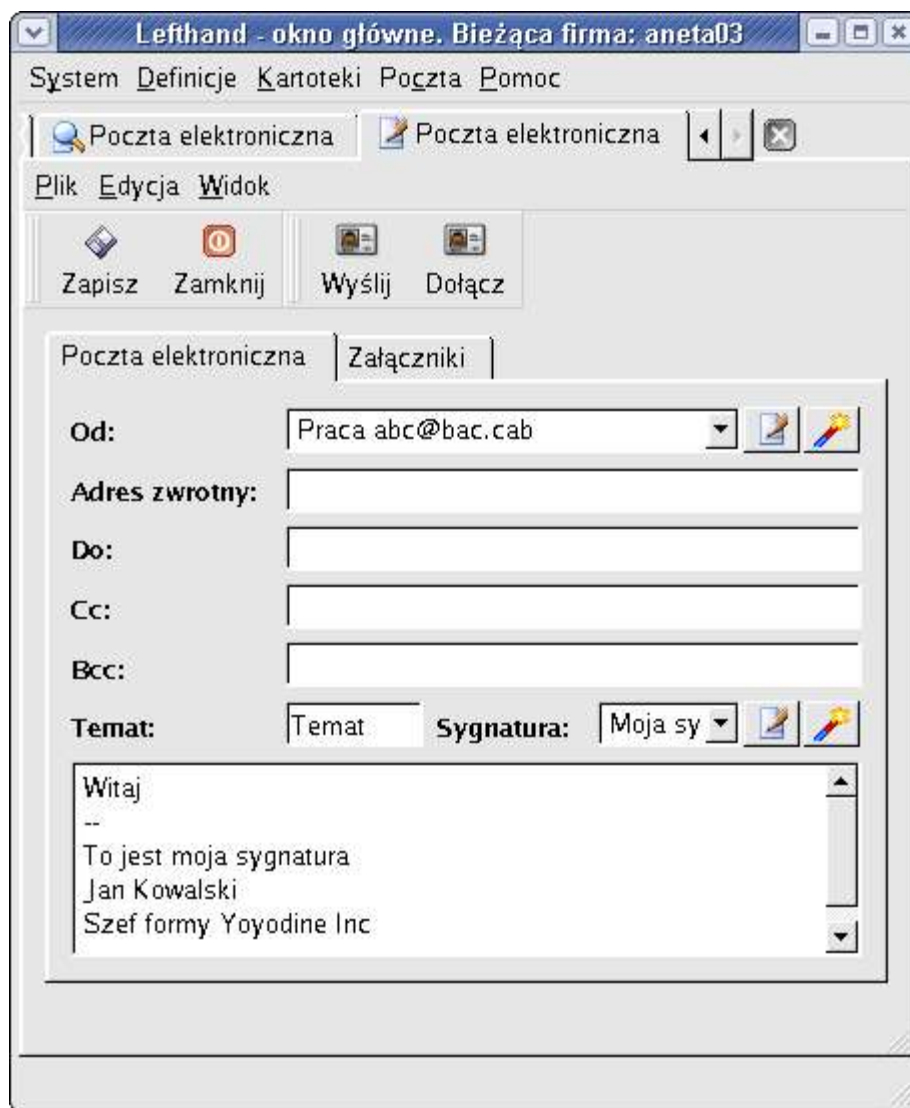 Lefthand - okno główne. Bieżąca firma: aneta03
System Definicje Kartoteki Poczta Pomoc
Poczta elektroniczna Poczta elektroniczna
Plik Edycja Widok
Zapisz Zamknij Wyślij Dołącz
Poczta elektroniczna Załączniki
Od: Praca abc@bac.cab
Adres zwrotny:
Do:
Cc:
Bcc:
Temat: Temat Sygnatura: Moja sy
Witaj
--
To jest moja sygnatura
Jan Kowalski
Szef formy Yoyodine Inc